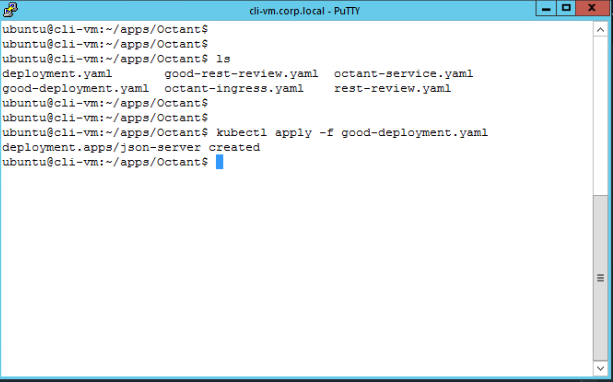 cli-vm.corp.local - PuTTY
ubuntu@cli-vm:~/apps/Octant$
ubuntu@cli-vm:~/apps/Octant$
ubuntu@cli-vm:~/apps/Octant$ ls
deployment.yaml       good-rest-review.yaml  octant-service.yaml
good-deployment.yaml  octant-ingress.yaml    rest-review.yaml
ubuntu@cli-vm:~/apps/Octant$
ubuntu@cli-vm:~/apps/Octant$
ubuntu@cli-vm:~/apps/Octant$ kubectl apply -f good-deployment.yaml
deployment.apps/json-server created
ubuntu@cli-vm:~/apps/Octant$